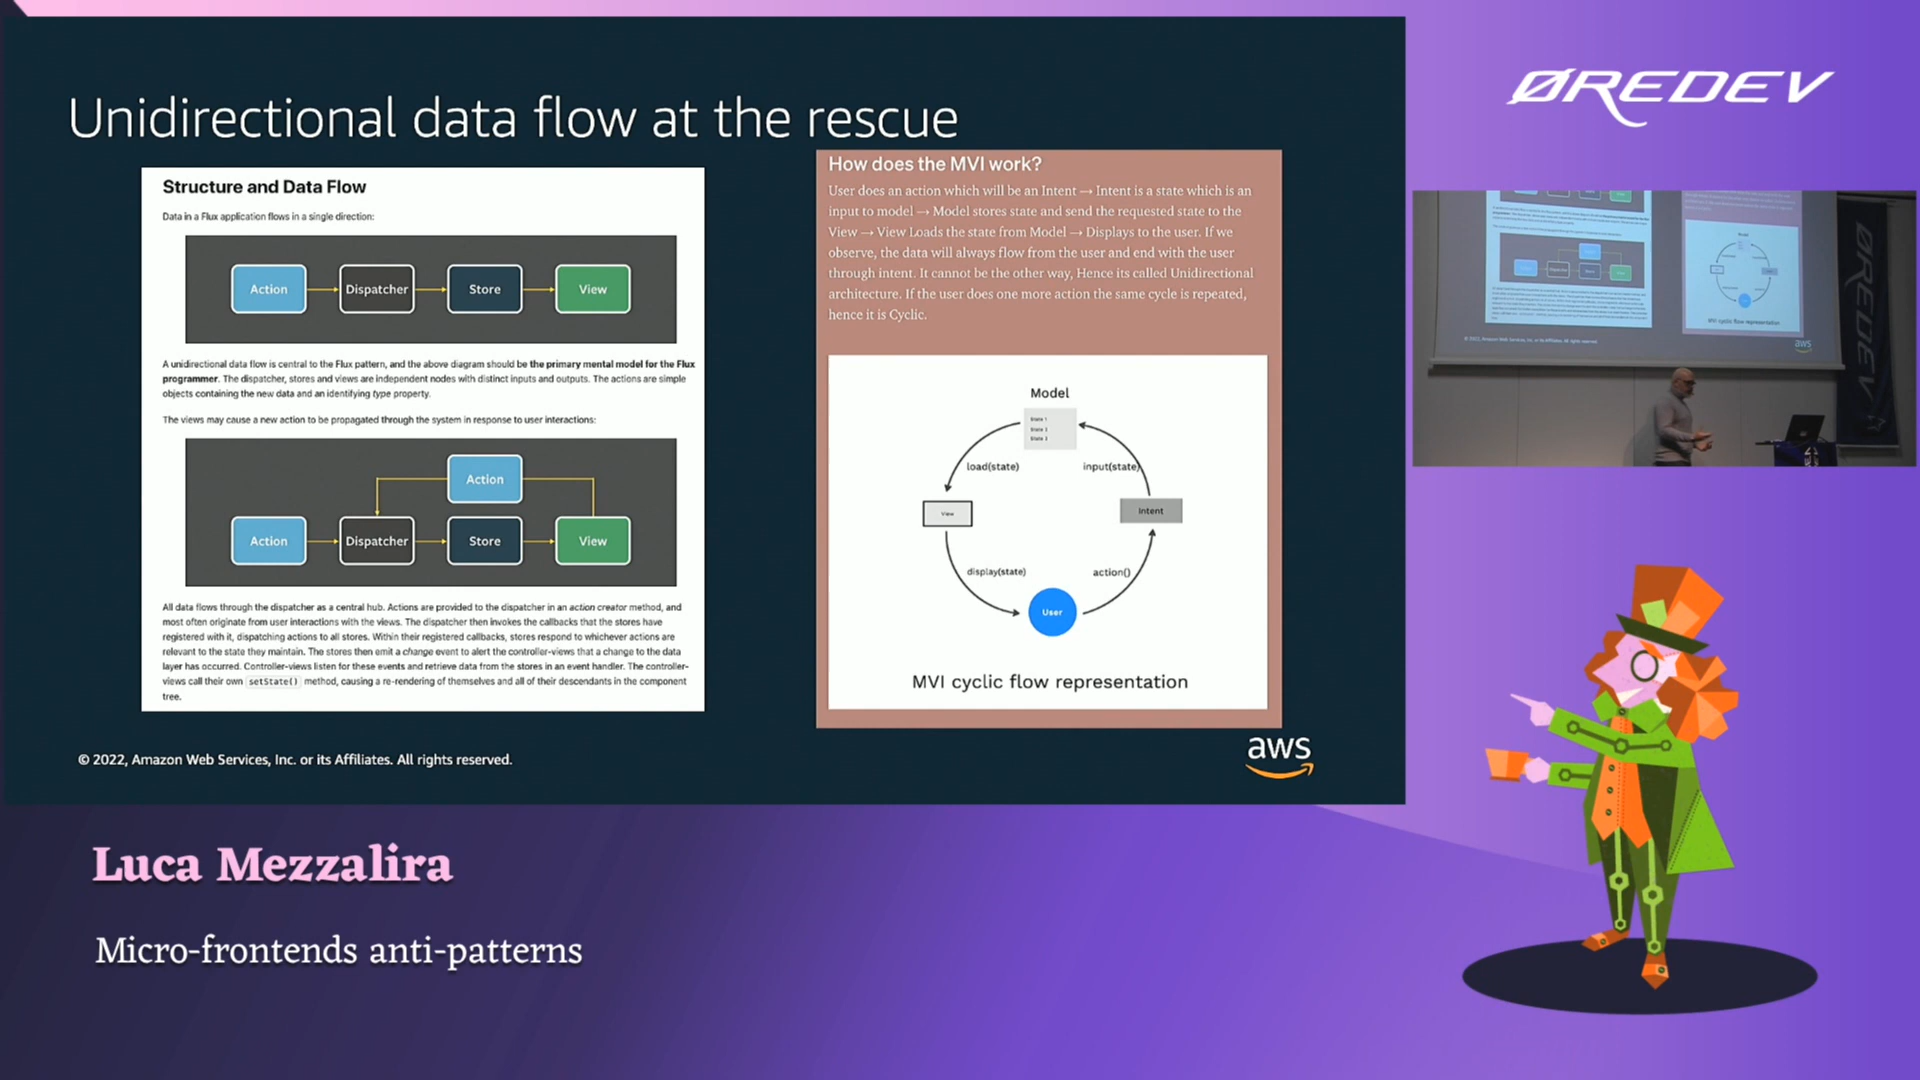 Unidirectional data flow at the rescue
Structure and Data Flow
Data in a Flux application flows in a single direction:
Action
Dispatcher
Store
View
A unidirectional data flow is central to the Flux pattern, and the above diagram should be the primary mental model for the Flux
programmer. The dispatcher, stores and views are independent nodes with distinct inputs and outputs. The actions are simple
objects containing the new data and an identifying type property.
The views may cause a new action to be propagated through the system in response to user interactions:
Action
Action
Dispatcher
Store
View
All data flows through the dispatcher as a central hub. Actions are provided to the dispatcher in an action creator method, and
most often originate from user interactions with the views. The dispatcher then invokes the callbacks that the stores have
registered with it, dispatching actions to all stores. Within their registered callbacks, stores respond to whichever actions are
relevant to the state they maintain. The stores then emit a change event to alert the controller-views that a change to the data
layer has occurred. Controller-views listen for these events and retrieve data from the stores in an event handler. The controller-
views call their own setState() method, causing a re-rendering of themselves and all of their descendants in the component
tree.
How does the MVI work?
User does an action which will be an Intent → Intent is a state which is an
input to model → Model stores state and send the requested state to the
View → View Loads the state from Model → Displays to the user. If we
observe, the data will always flow from the user and end with the user
through intent. It cannot be the other way, Hence its called Unidirectional
architecture. If the user does one more action the same cycle is repeated,
hence it is Cyclic.
Model
State 1
load(state)
input(state)
View
Intent
display(state)
action()
User
MVI cyclic flow representation
© 2022, Amazon Web Services, Inc. or its Affiliates. All rights reserved.
aws
ØREDEV
MVI cyclic flow representation
aws
ØREDEV
Luca Mezzalira
Micro-frontends anti-patterns